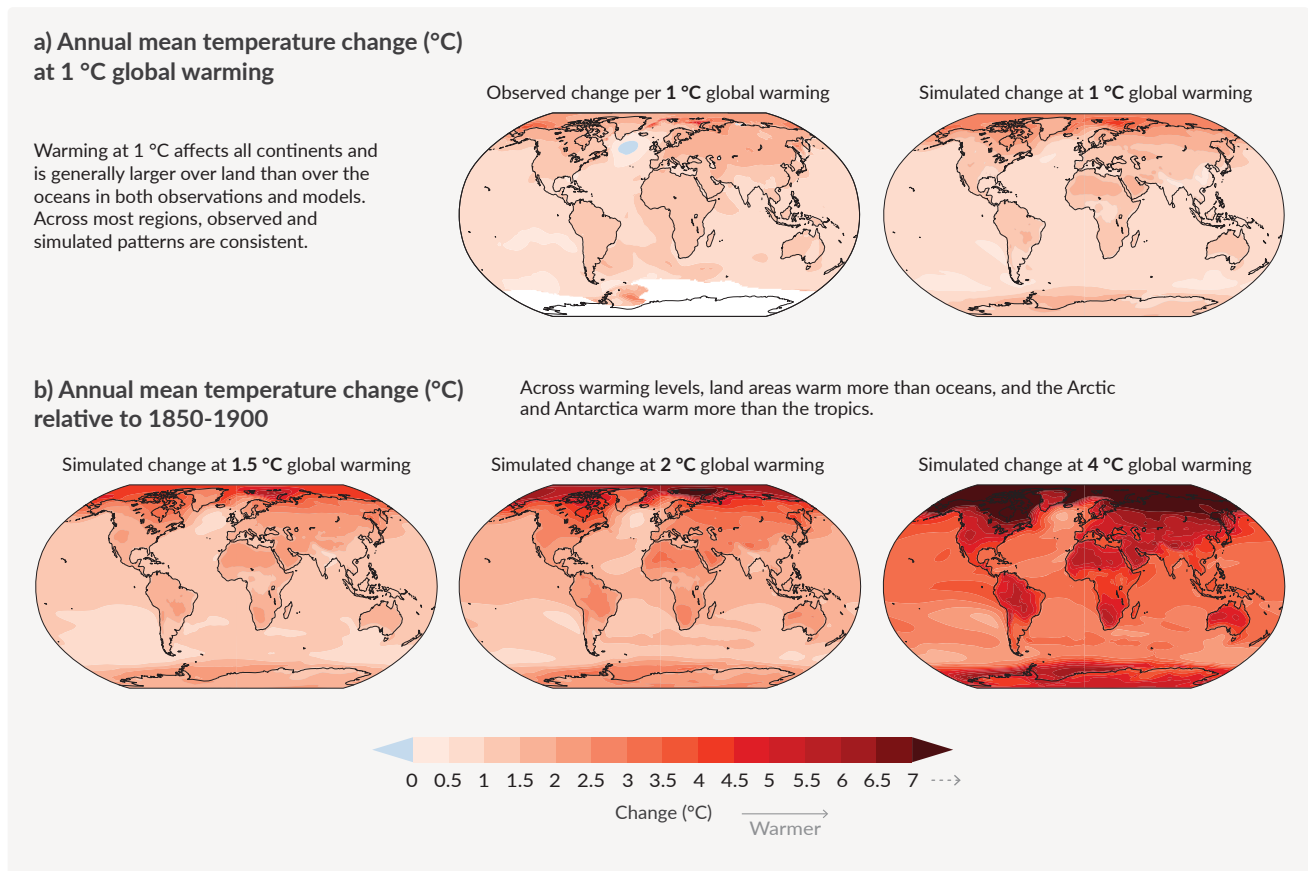 a) Annual mean temperature change (°C)
at 1 °C global warming
Observed change per 1 °C global warming
Simulated change at 1 °C global warming
Warming at 1 °C affects all continents and
is generally larger over land than over the
oceans in both observations and models.
Across most regions, observed and
simulated patterns are consistent.
b) Annual mean temperature change (°C)
relative to 1850-1900
Across warming levels, land areas warm more than oceans, and the Arctic
and Antarctica warm more than the tropics.
Simulated change at 1.5 °C global warming
Simulated change at 2 °C global warming
Simulated change at 4 °C global warming
0 0.5 1 1.5 2 2.5 3 3.5 4 4.5 5 5.5 6 6.5 7
Change (°C)
Warmer